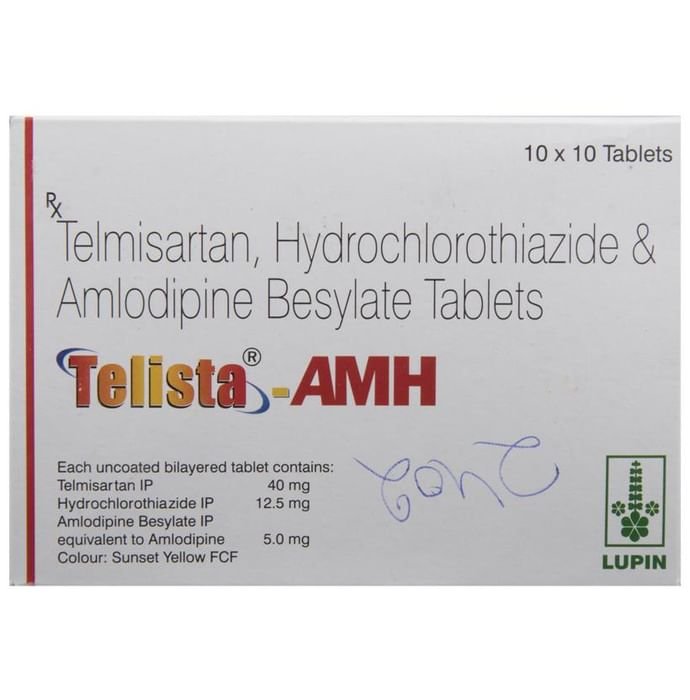 10 x 10 Tablets
Rx
Telmisartan, Hydrochlorothiazide &
Amlodipine Besylate Tablets
Telista®-AMH
Each uncoated bilayered tablet contains:
Telmisartan IP 40 mg
Hydrochlorothiazide IP 12.5 mg
Amlodipine Besylate IP
equivalent to Amlodipine 5.0 mg
Colour: Sunset Yellow FCF
LUPIN